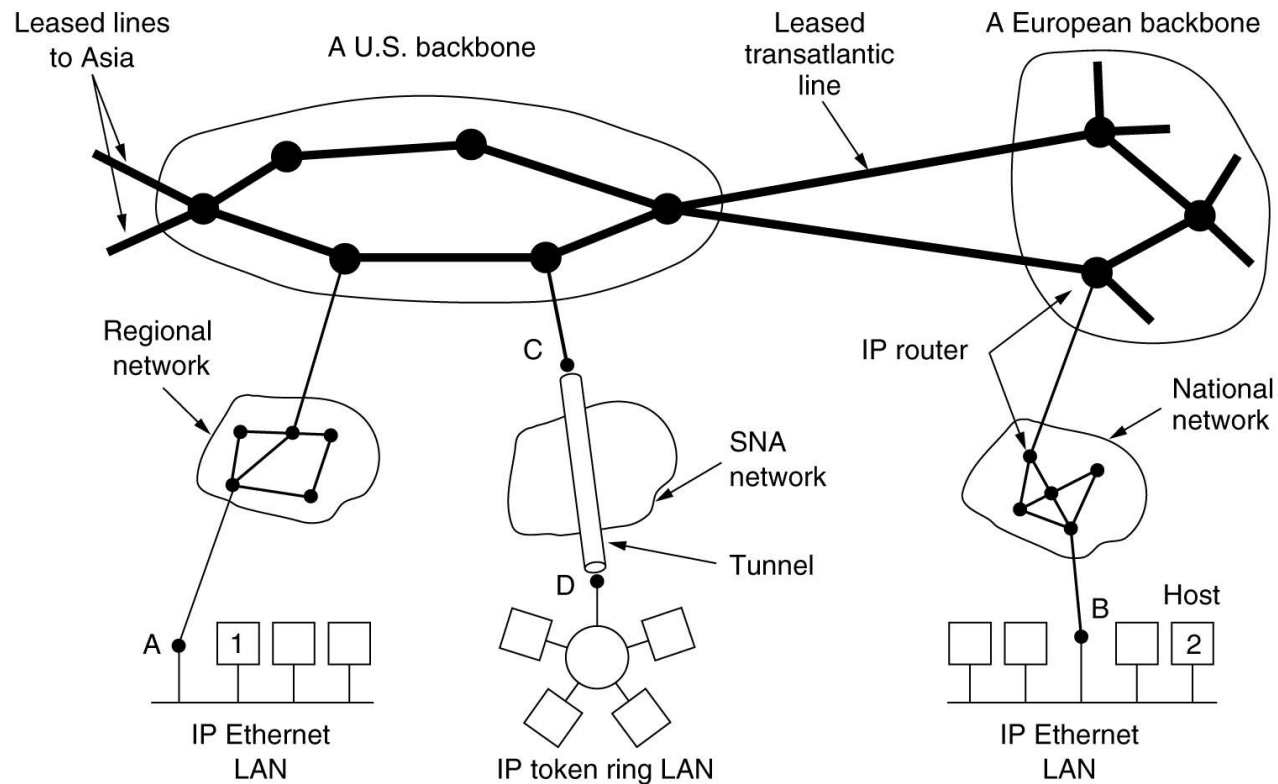 Leased lines
to Asia
A U.S. backbone
Leased
transatlantic
line
A European backbone
Regional
network
C
IP router
National
network
SNA
network
Tunnel
D
A
1
B
Host
2
IP Ethernet
LAN
IP token ring LAN
IP Ethernet
LAN